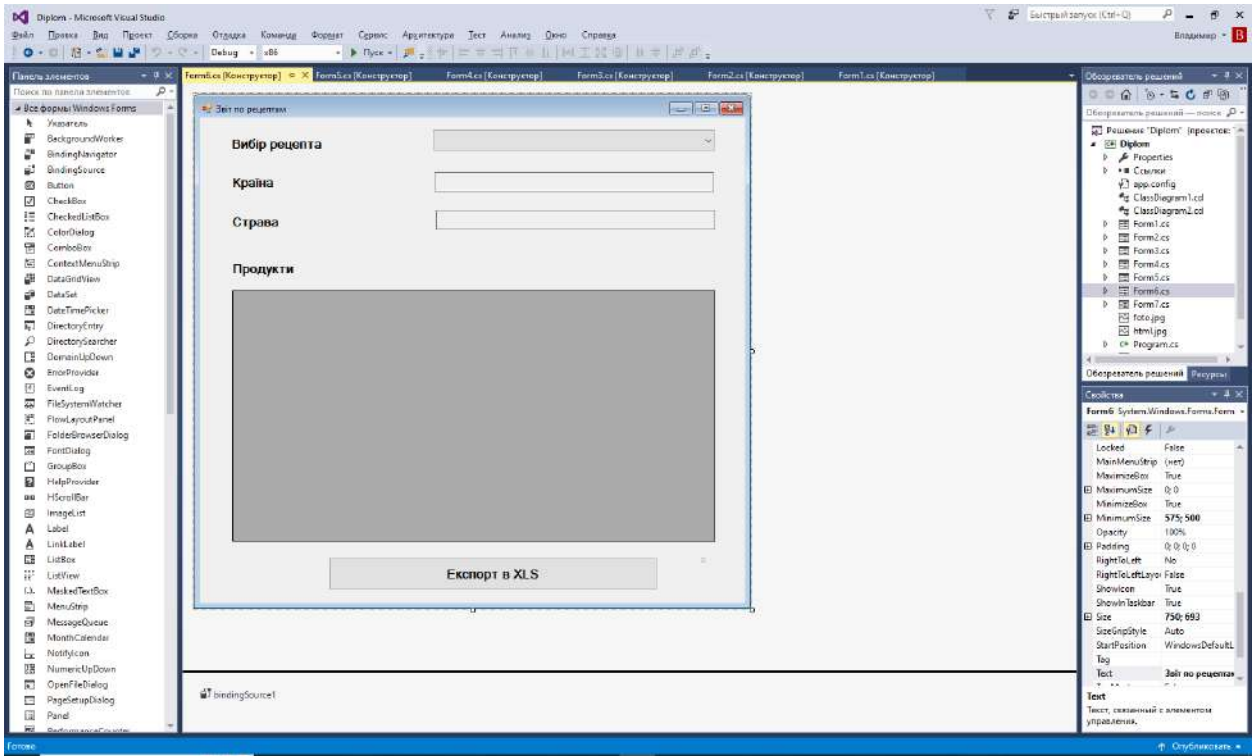 Diplom - Microsoft Visual Studio
Быстрый запуск (Ctrl+Q)
Файл Правка Вид Проект Сборка Отладка Команда Формат Сервис Архитектура Тест Анализ Окно Справка
Владимир
В
Debug x86 Пуск
Панель элементов
Поиск по панели элементов
Все формы Windows Forms
Указатель
BackgroundWorker
BindingNavigator
BindingSource
Button
CheckBox
CheckedListBox
ColorDialog
ComboBox
ContextMenuStrip
DataGridView
DataSet
DateTimePicker
DirectoryEntry
DirectorySearcher
DomainUpDown
ErrorProvider
EventLog
FileSystemWatcher
FlowLayoutPanel
FolderBrowserDialog
FontDialog
GroupBox
HelpProvider
HScrollBar
ImageList
Label
LinkLabel
ListBox
ListView
MaskedTextBox
MenuStrip
MessageQueue
MonthCalendar
NotifyIcon
NumericUpDown
OpenFileDialog
PageSetupDialog
Panel
PerformanceCounter
Form6.cs [Конструктор] Form5.cs [Конструктор] Form4.cs [Конструктор] Form3.cs [Конструктор] Form2.cs [Конструктор] Form1.cs [Конструктор]
Звіт по рецептам
Вибір рецепта
Країна
Страва
Продукти
Експорт в XLS
bindingSource1
Обозреватель решений
Обозреватель решений — поиск
Решение "Diplom" (проектов:
Diplom
Properties
Ссылки
app.config
ClassDiagram1.cd
ClassDiagram2.cd
Form1.cs
Form2.cs
Form3.cs
Form4.cs
Form5.cs
Form6.cs
Form7.cs
foto.jpg
html.jpg
Program.cs
Обозреватель решений Ресурсы
Свойства
Form6 System.Windows.Forms.Form
Locked False
MainMenuStrip (нет)
MaximizeBox True
MaximumSize 0; 0
MinimizeBox True
MinimumSize 575; 500
Opacity 100%
Padding 0; 0; 0; 0
RightToLeft No
RightToLeftLayo False
ShowIcon True
ShowInTaskbar True
Size 750; 693
SizeGripStyle Auto
StartPosition WindowsDefaultL
Tag
Text Звіт по рецептам
Text
Текст, связанный с элементом
управления.
Готово
Опубликовать